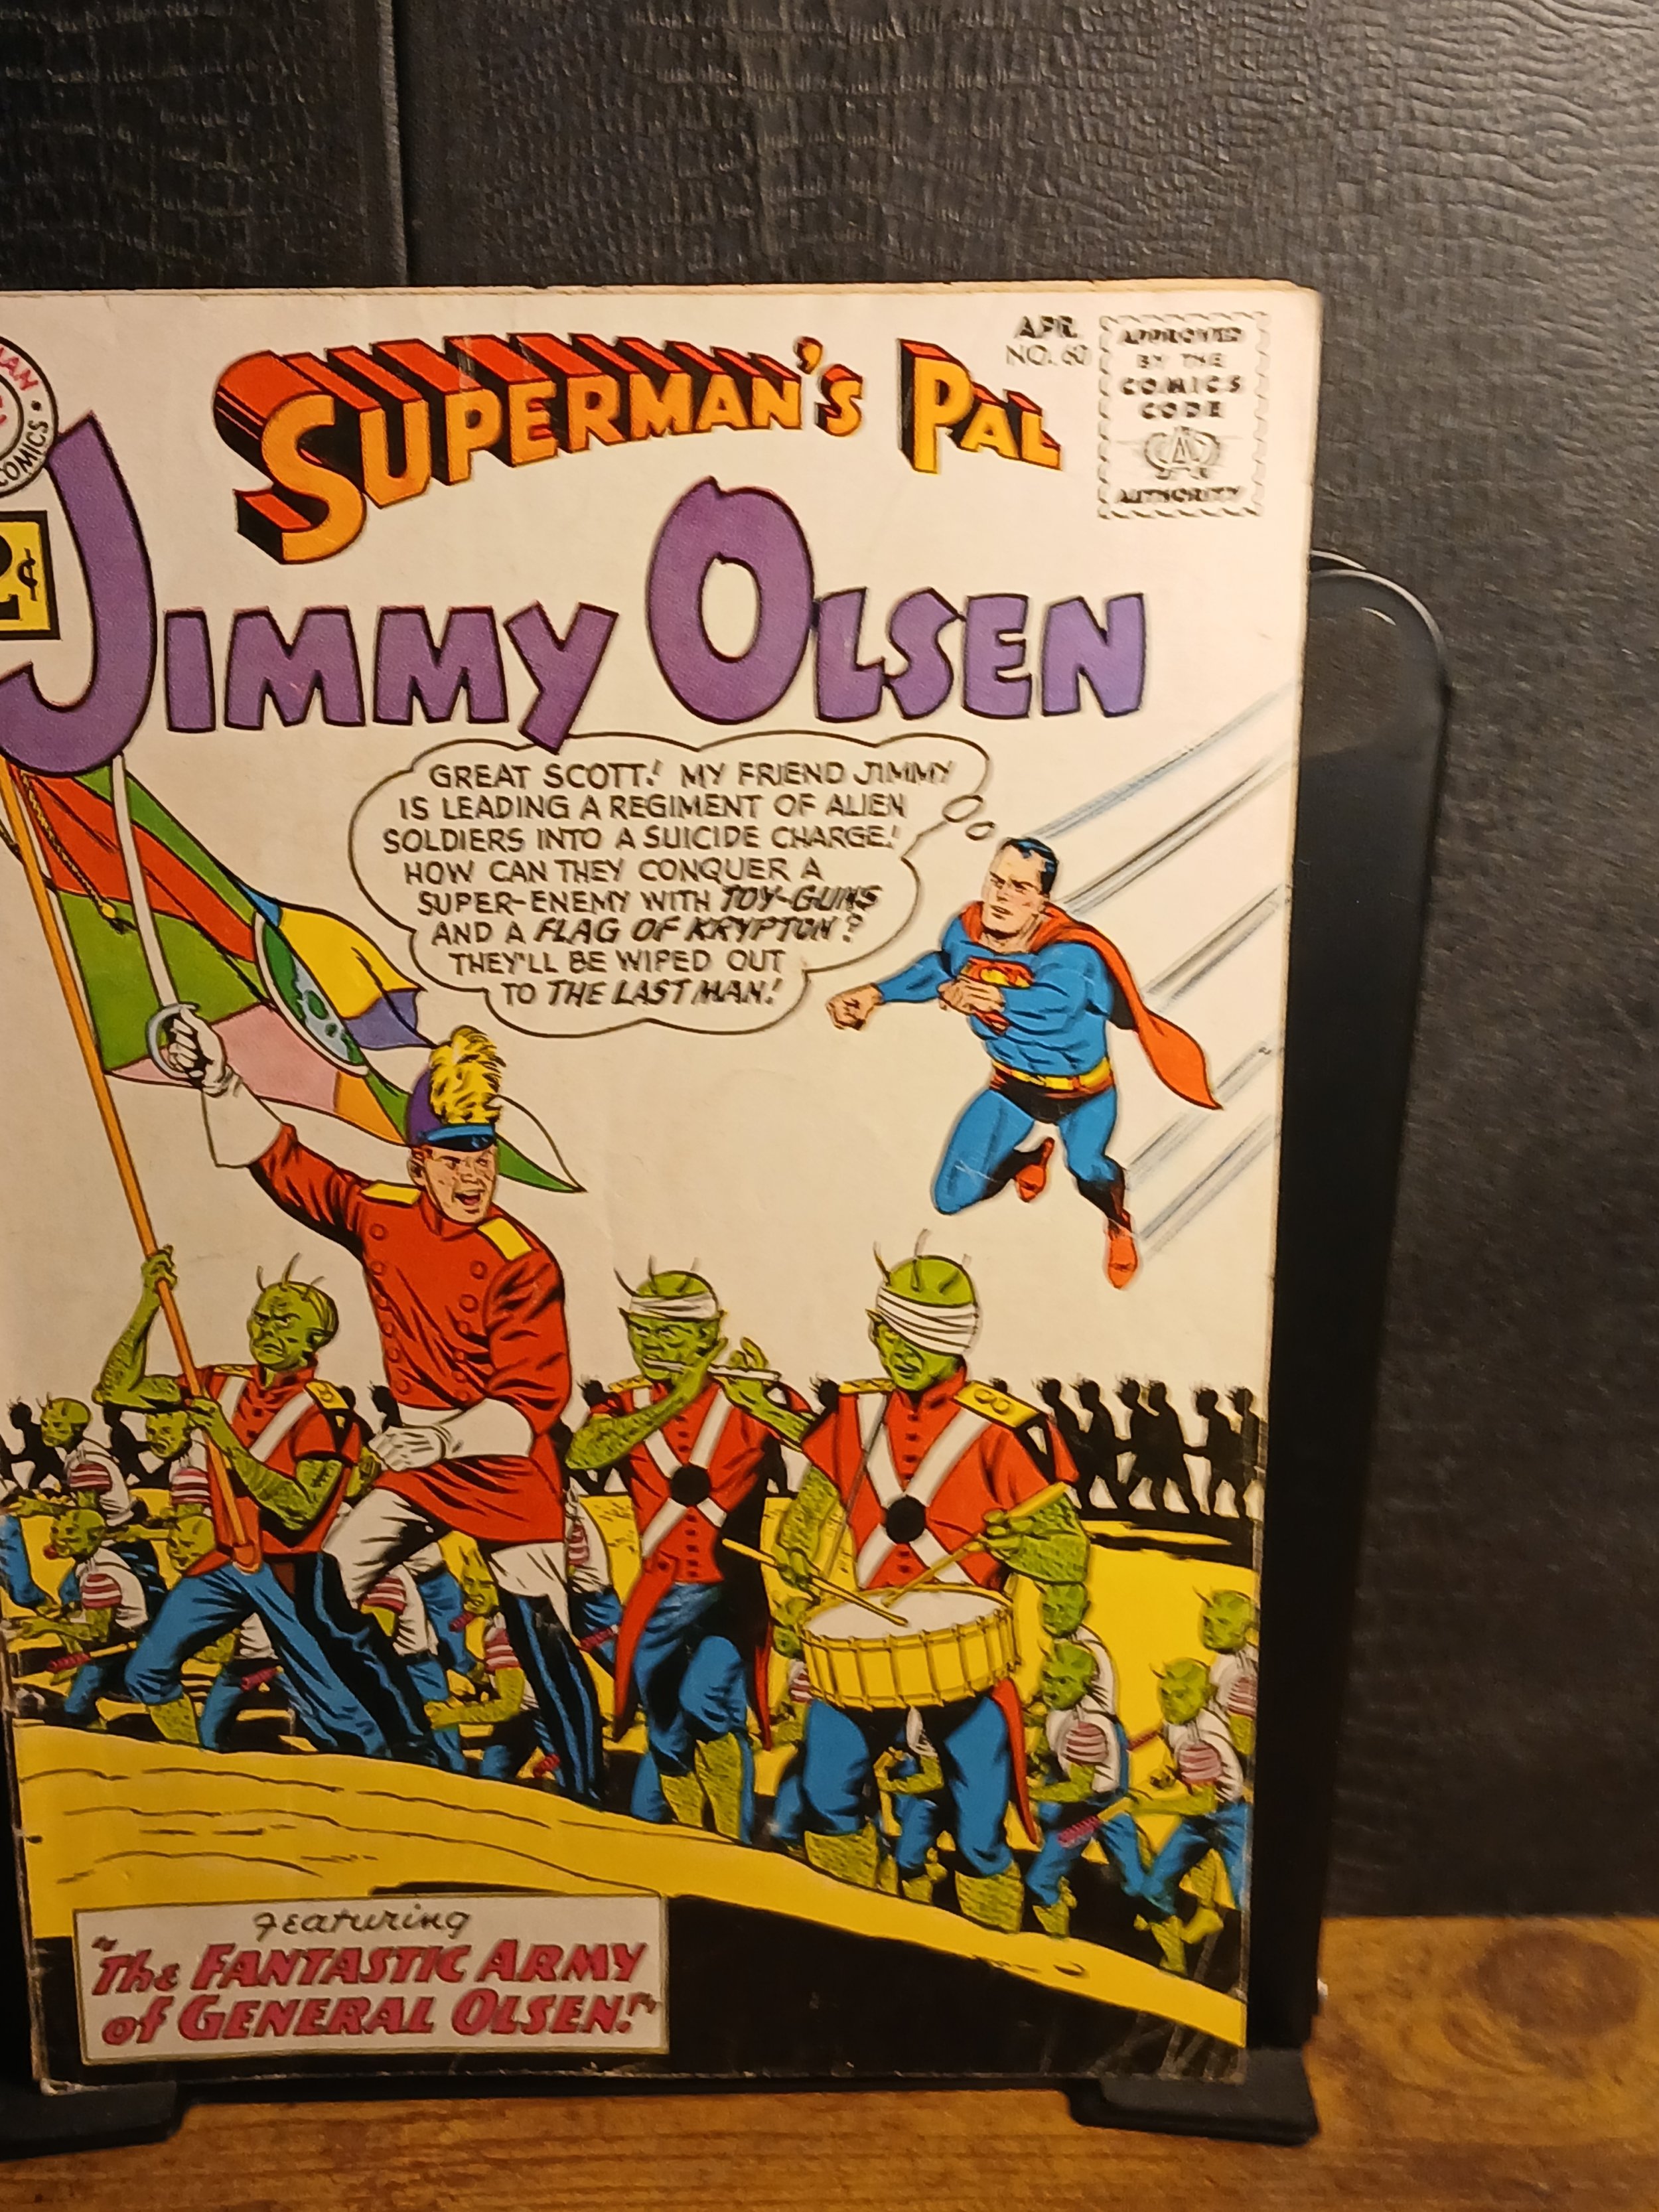 SUPERMAN'S PAL
JIMMY OLSEN
APR.
NO. 60
APPROVED
BY THE
COMICS
CODE
AUTHORITY
COMICS
GREAT SCOTT! MY FRIEND JIMMY
IS LEADING A REGIMENT OF ALIEN
SOLDIERS INTO A SUICIDE CHARGE!
HOW CAN THEY CONQUER A
SUPER-ENEMY WITH TOY-GUNS
AND A FLAG OF KRYPTON?
THEY'LL BE WIPED OUT
TO THE LAST MAN!
8
Featuring
"The FANTASTIC ARMY
of GENERAL OLSEN!"